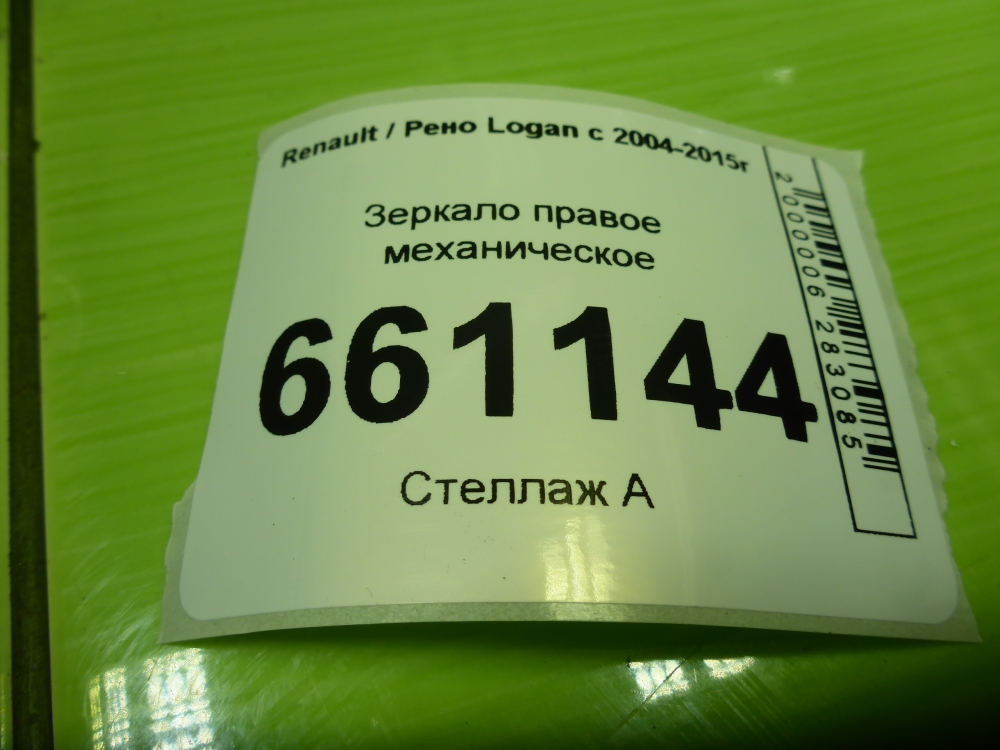 Renault / Рено Logan с 2004-2015г
Зеркало правое
механическое
661144
Стеллаж А
2000006283085